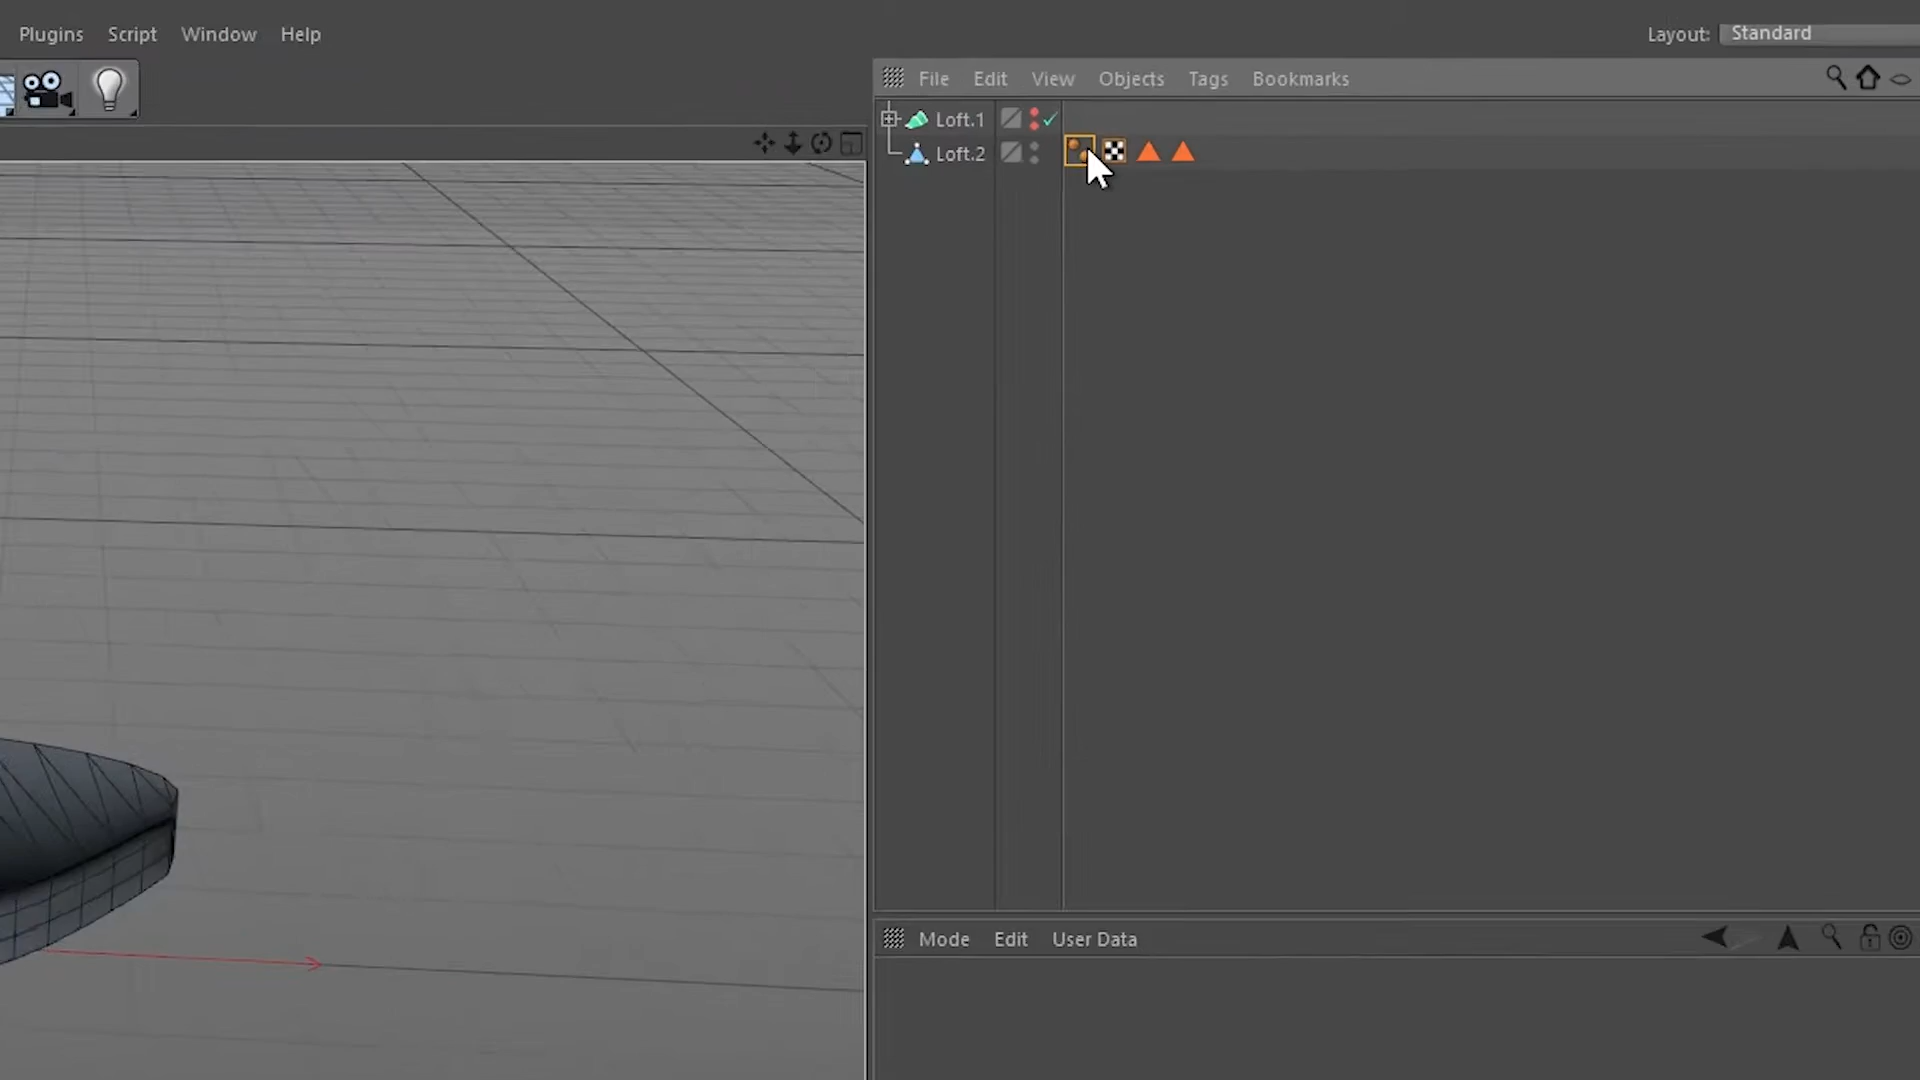 Plugins Script Window Help
Layout: Standard
File Edit View Objects Tags Bookmarks
Loft.1
Loft.2
Mode Edit User Data